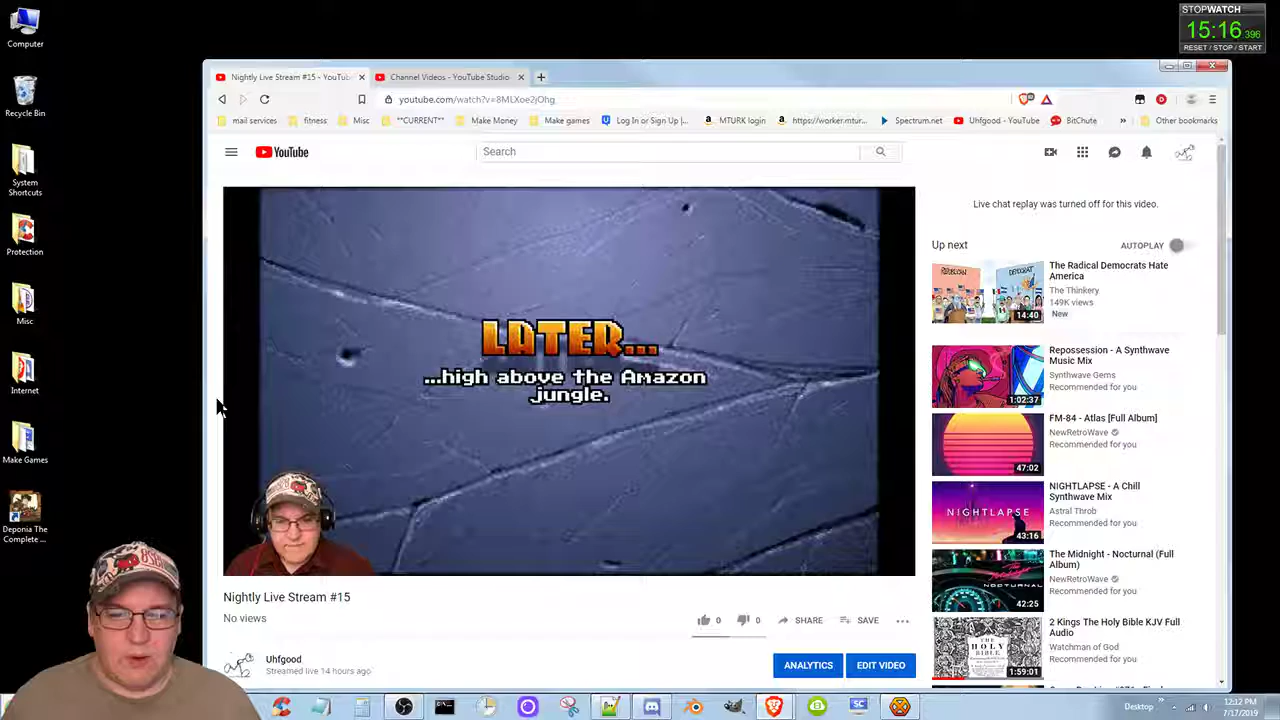 STOPWATCH
15:16 396
RESET / STOP / START
Computer
Recycle Bin
System
Shortcuts
Protection
Misc
Internet
Make Games
Deponia The
Complete ...
Nightly Live Stream #15 - YouTub
Channel Videos - YouTube Studio
youtube.com/watch?v=8MLXoe2jOhg
mail services
fitness
Misc
**CURRENT**
Make Money
Make games
Log In or Sign Up |...
MTURK login
https://worker.mtur...
Spectrum.net
Uhfgood - YouTube
BitChute
»
Other bookmarks
YouTube
Search
LATER...
...high above the Amazon
jungle.
Live chat replay was turned off for this video.
Up next
AUTOPLAY
REPUBLICAN
DEMOCRAT
14:40
The Radical Democrats Hate
America
The Thinkery
149K views
New
1:02:37
Repossession - A Synthwave
Music Mix
Synthwave Gems
Recommended for you
47:02
FM-84 - Atlas [Full Album]
NewRetroWave
Recommended for you
NIGHTLAPSE
43:16
NIGHTLAPSE - A Chill
Synthwave Mix
Astral Throb
Recommended for you
NOCTURNAL
42:25
The Midnight - Nocturnal (Full
Album)
NewRetroWave
Recommended for you
THE
HOLY
BIBLE
1:59:01
2 Kings The Holy Bible KJV Full
Audio
Watchman of God
Recommended for you
Nightly Live Stream #15
No views
0
0
SHARE
SAVE
Uhfgood
Streamed live 14 hours ago
ANALYTICS
EDIT VIDEO
Desktop
»
12:12 PM
7/17/2019